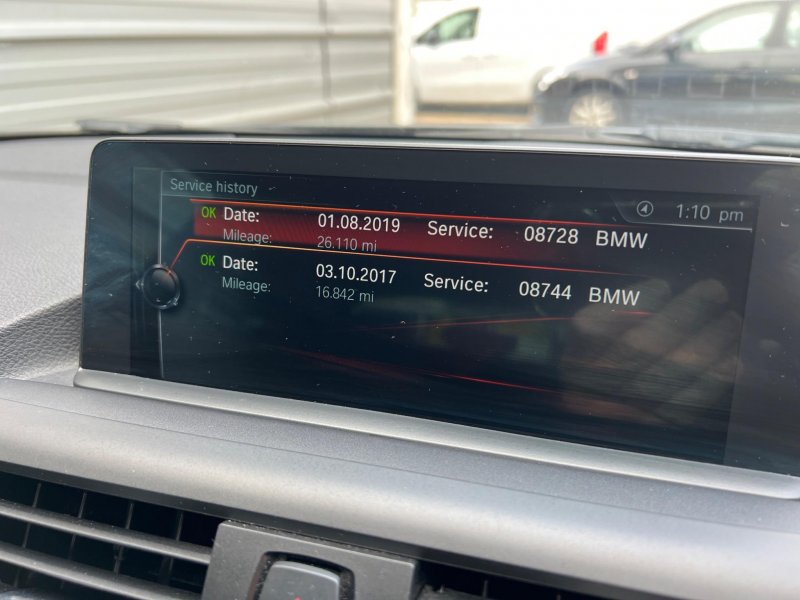 Service history
1:10 pm
OK Date: 01.08.2019 Service: 08728 BMW
Mileage: 26.110 mi
OK Date: 03.10.2017 Service: 08744 BMW
Mileage: 16.842 mi